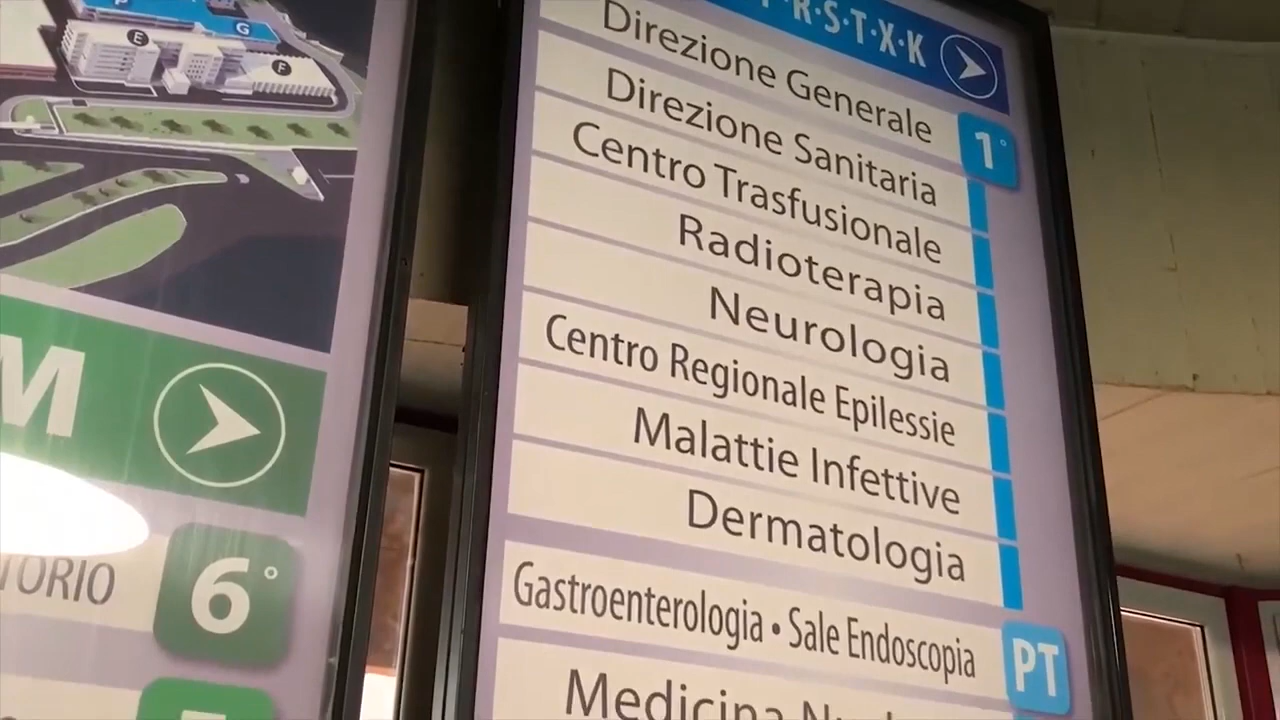 E
G
F
M
TORIO
6°
R·S·T·X·K
Direzione Generale
1°
Direzione Sanitaria
Centro Trasfusionale
Radioterapia
Neurologia
Centro Regionale Epilessie
Malattie Infettive
Dermatologia
Gastroenterologia • Sale Endoscopia
PT
Medicina